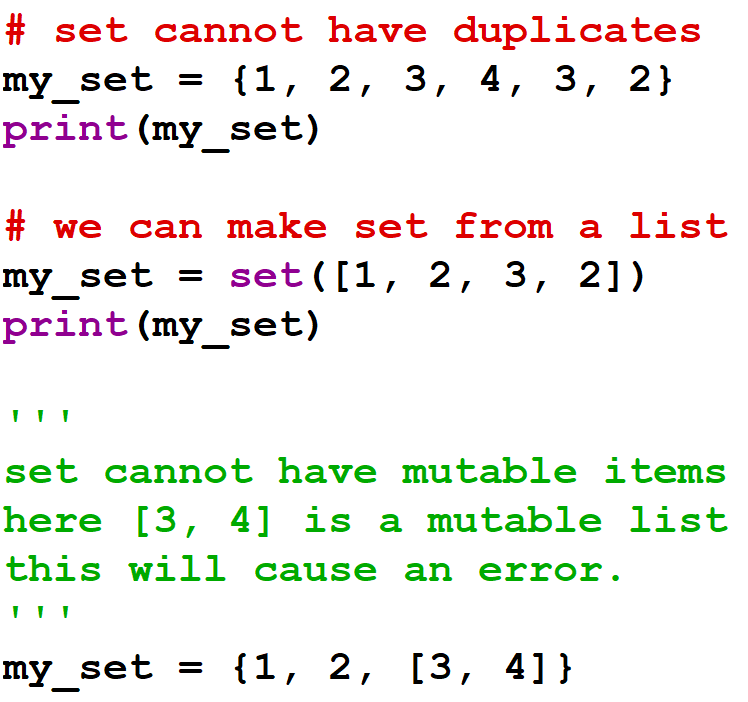 # set cannot have duplicates
my_set = {1, 2, 3, 4, 3, 2}
print(my_set)
# we can make set from a list
my_set = set([1, 2, 3, 2])
print(my_set)
'''
set cannot have mutable items
here [3, 4] is a mutable list
this will cause an error.
'''
my_set = {1, 2, [3, 4]}